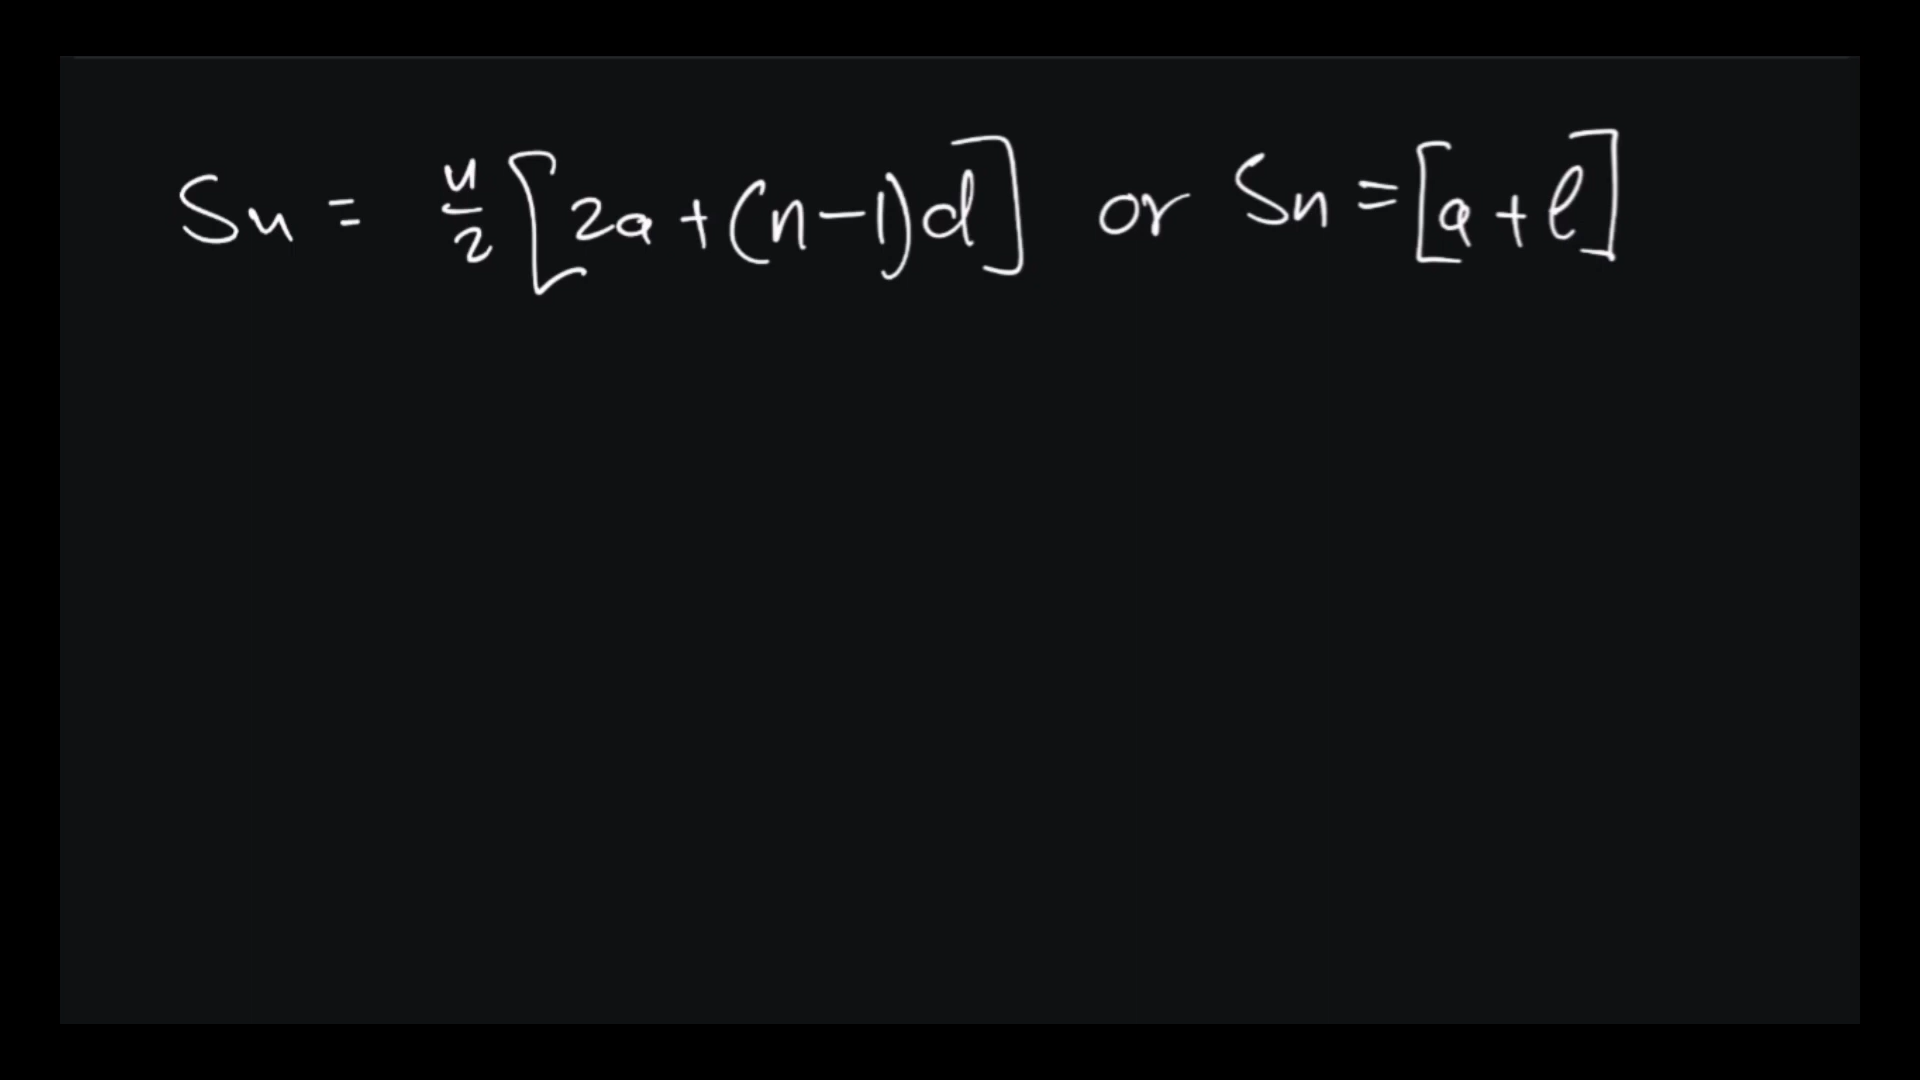 Sn = n/2 [2a + (n-1)d] or Sn = [a + l]